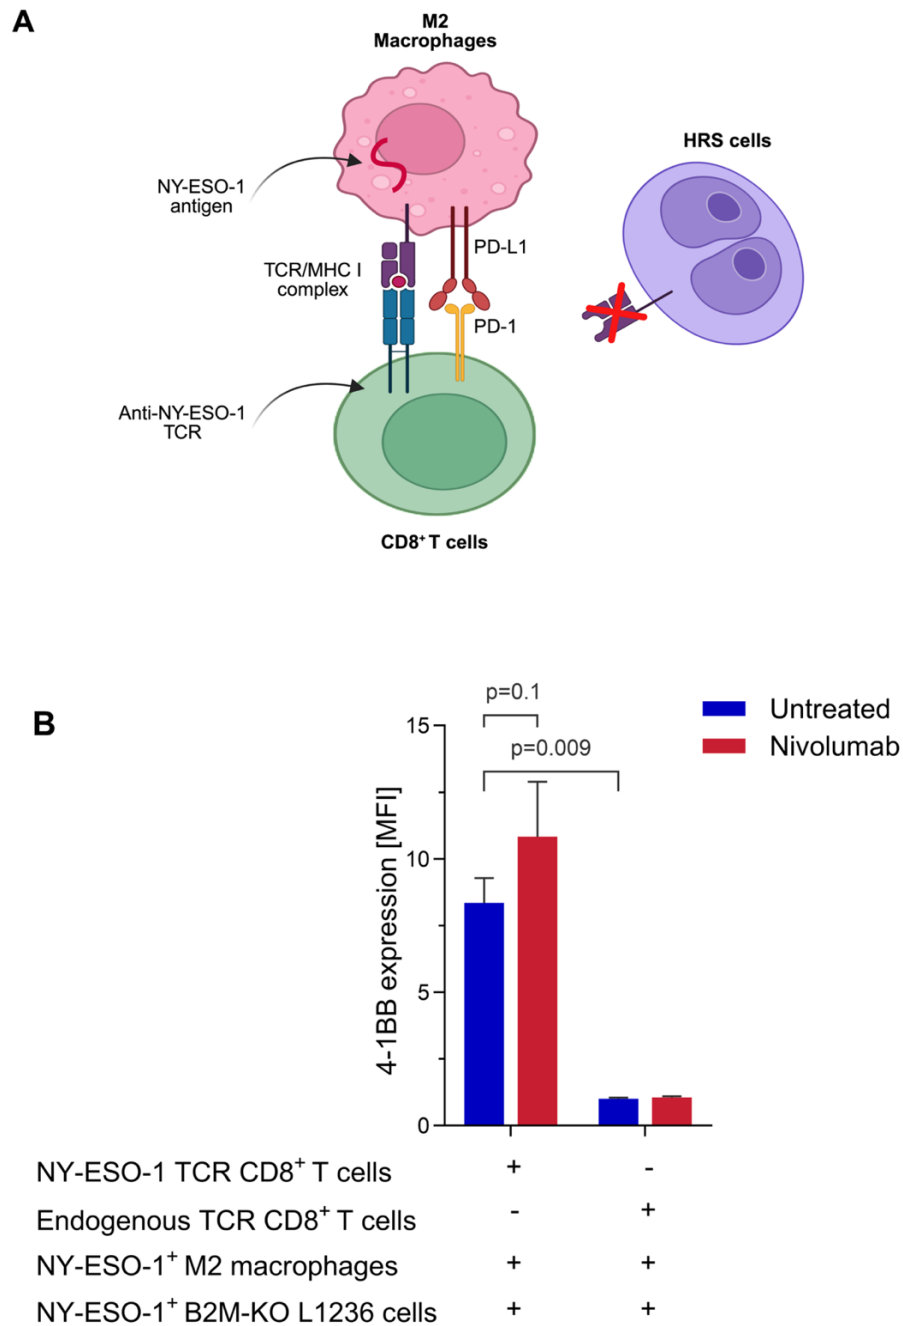 A
M2
Macrophages
HRS cells
NY-ESO-1
antigen
PD-L1
TCR/MHC I
complex
PD-1
Anti-NY-ESO-1
TCR
CD8⁺ T cells
B
p=0.1
p=0.009
Untreated
Nivolumab
15
10
5
0
4-1BB expression [MFI]
NY-ESO-1 TCR CD8⁺ T cells + -
Endogenous TCR CD8⁺ T cells - +
NY-ESO-1⁺ M2 macrophages + +
NY-ESO-1⁺ B2M-KO L1236 cells + +